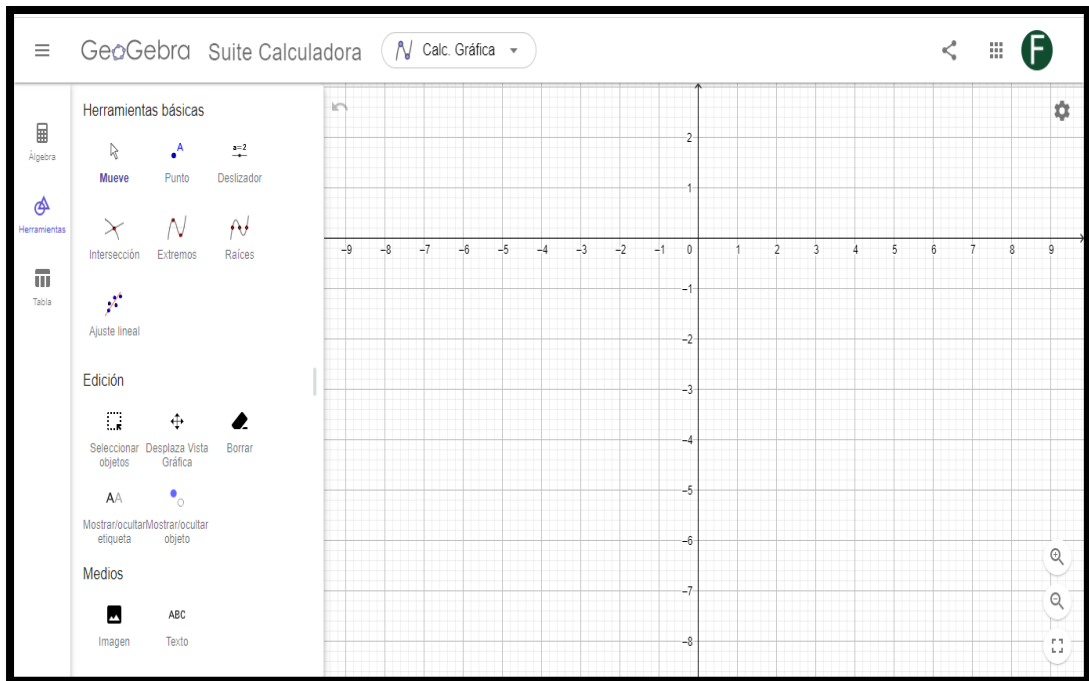 GeoGebra Suite Calculadora Calc. Gráfica F
Álgebra
Herramientas
Tabla
Herramientas básicas
A a=2
Mueve Punto Deslizador
Intersección Extremos Raíces
Ajuste lineal
Edición
Seleccionar objetos Desplaza Vista Gráfica Borrar
AA
Mostrar/ocultar etiqueta Mostrar/ocultar objeto
Medios
ABC
Imagen Texto
2
1
–9 –8 –7 –6 –5 –4 –3 –2 –1 0 1 2 3 4 5 6 7 8 9
–1
–2
–3
–4
–5
–6
–7
–8